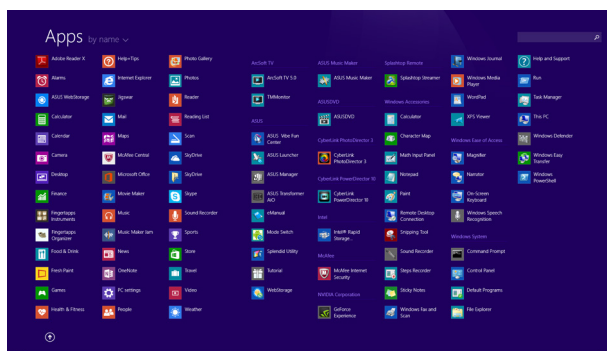 Apps by name
Adobe Reader X
Alarms
ASUS WebStorage
Calculator
Calendar
Camera
Desktop
Finance
Fingertapps
Instruments
Fingertapps
Organizer
Food & Drink
Fresh Paint
Games
Health & Fitness
Help+Tips
Internet Explorer
Jigswar
Mail
Maps
McAfee Central
Microsoft Office
Movie Maker
Music
Music Maker Jam
News
OneNote
PC settings
People
Photo Gallery
Photos
Reader
Reading List
Scan
SkyDrive
SkyDrive
Skype
Sound Recorder
Sports
Store
Travel
Video
Weather
ArcSoft TV
ArcSoft TV 5.0
TMMonitor
ASUS
ASUS Vibe Fun
Center
ASUS Launcher
ASUS Manager
ASUS Transformer
AiO
eManual
Mode Switch
Splendid Utility
Tutorial
WebStorage
ASUS Music Maker
ASUS Music Maker
ASUSDVD
ASUSDVD
CyberLink PhotoDirector 3
CyberLink
PhotoDirector 3
CyberLink PowerDirector 10
CyberLink
PowerDirector 10
Intel
Intel® Rapid
Storage...
McAfee
McAfee Internet
Security
NVIDIA Corporation
GeForce
Experience
Splashtop Remote
Splashtop Streamer
Windows Accessories
Calculator
Character Map
Math Input Panel
Notepad
Paint
Remote Desktop
Connection
Snipping Tool
Sound Recorder
Steps Recorder
Sticky Notes
Windows Fax and
Scan
Windows Journal
Windows Media
Player
WordPad
XPS Viewer
Windows Ease of Access
Magnifier
Narrator
On-Screen
Keyboard
Windows Speech
Recognition
Windows System
Command Prompt
Control Panel
Default Programs
File Explorer
Help and Support
Run
Task Manager
This PC
Windows Defender
Windows Easy
Transfer
Windows
PowerShell